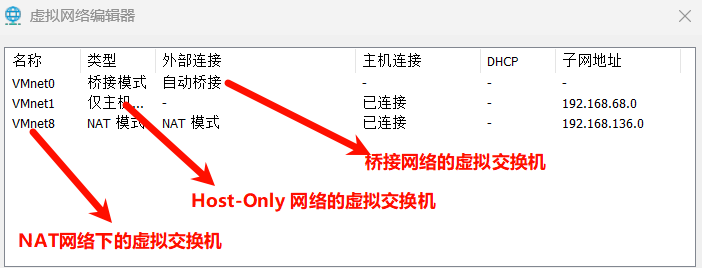 虚拟网络编辑器
名称 类型 外部连接 主机连接 DHCP 子网地址
VMnet0 桥接模式 自动桥接 - - -
VMnet1 仅主机... - 已连接 - 192.168.68.0
VMnet8 NAT 模式 NAT 模式 已连接 - 192.168.136.0
桥接网络的虚拟交换机
Host-Only 网络的虚拟交换机
NAT网络下的虚拟交换机